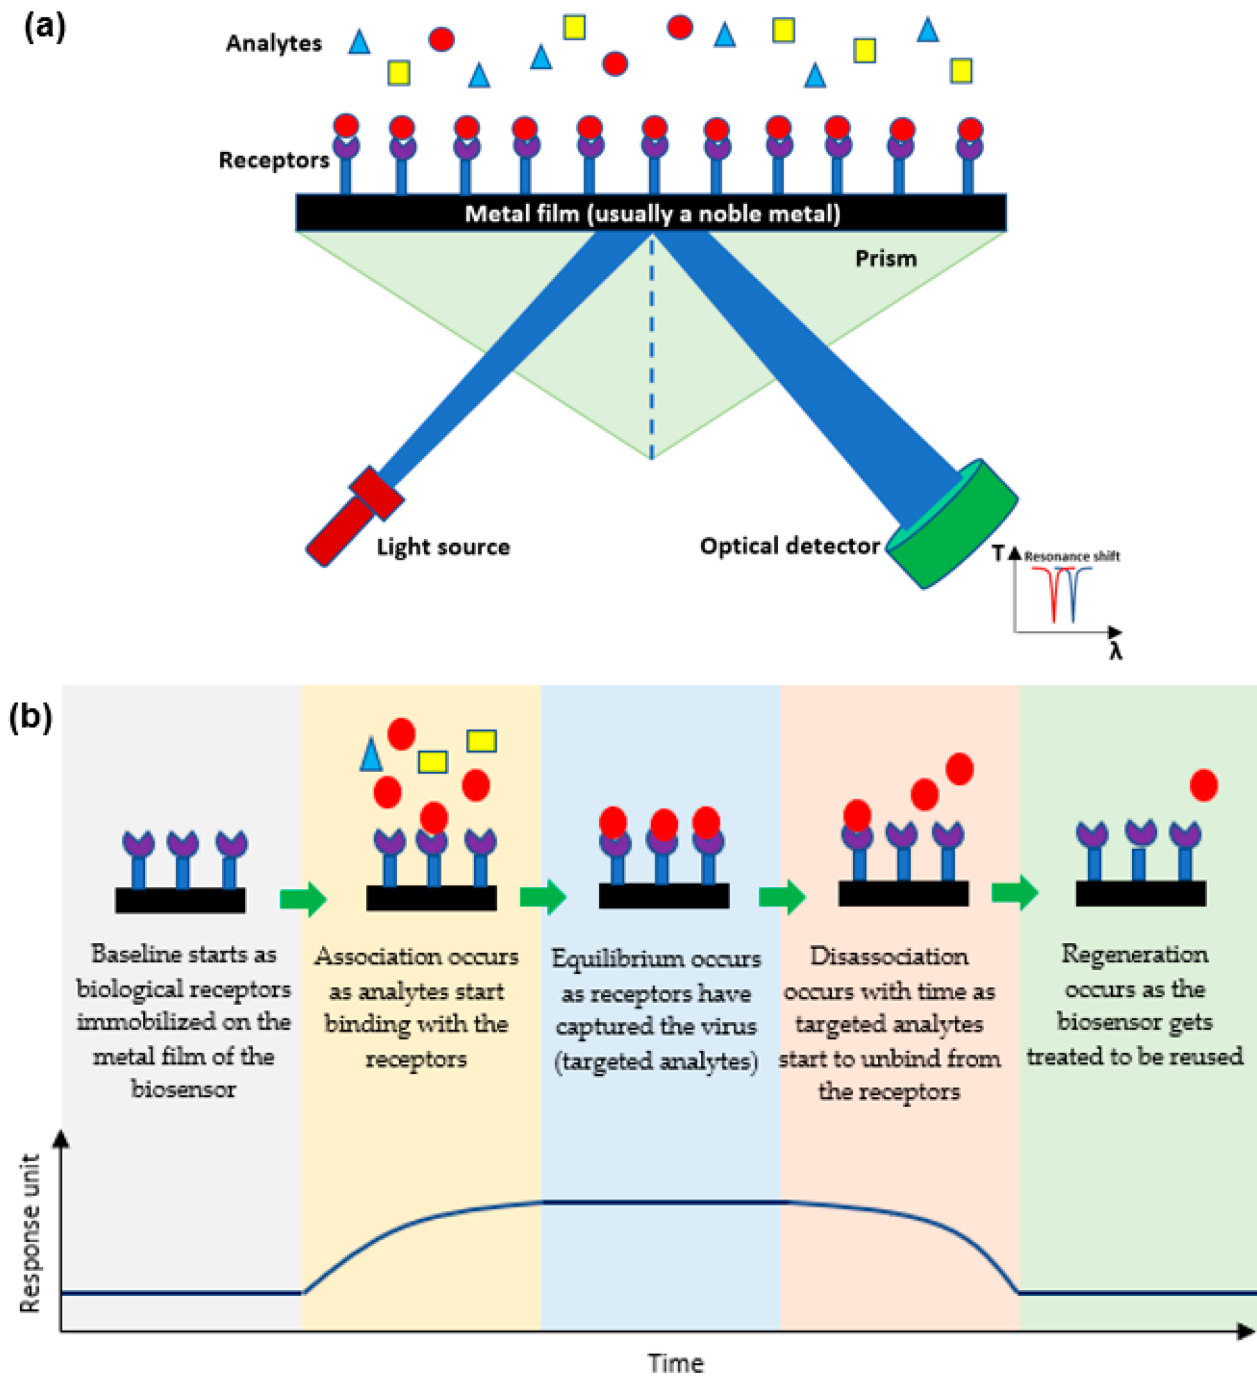 (a)
Analytes
Receptors
Metal film (usually a noble metal)
Prism
Light source
Optical detector
T
Resonance shift
λ
(b)
Baseline starts as
biological receptors
immobilized on the
metal film of the
biosensor
Association occurs
as analytes start
binding with the
receptors
Equilibrium occurs
as receptors have
captured the virus
(targeted analytes)
Disassociation
occurs with time as
targeted analytes
start to unbind from
the receptors
Regeneration
occurs as the
biosensor gets
treated to be reused
Response unit
Time